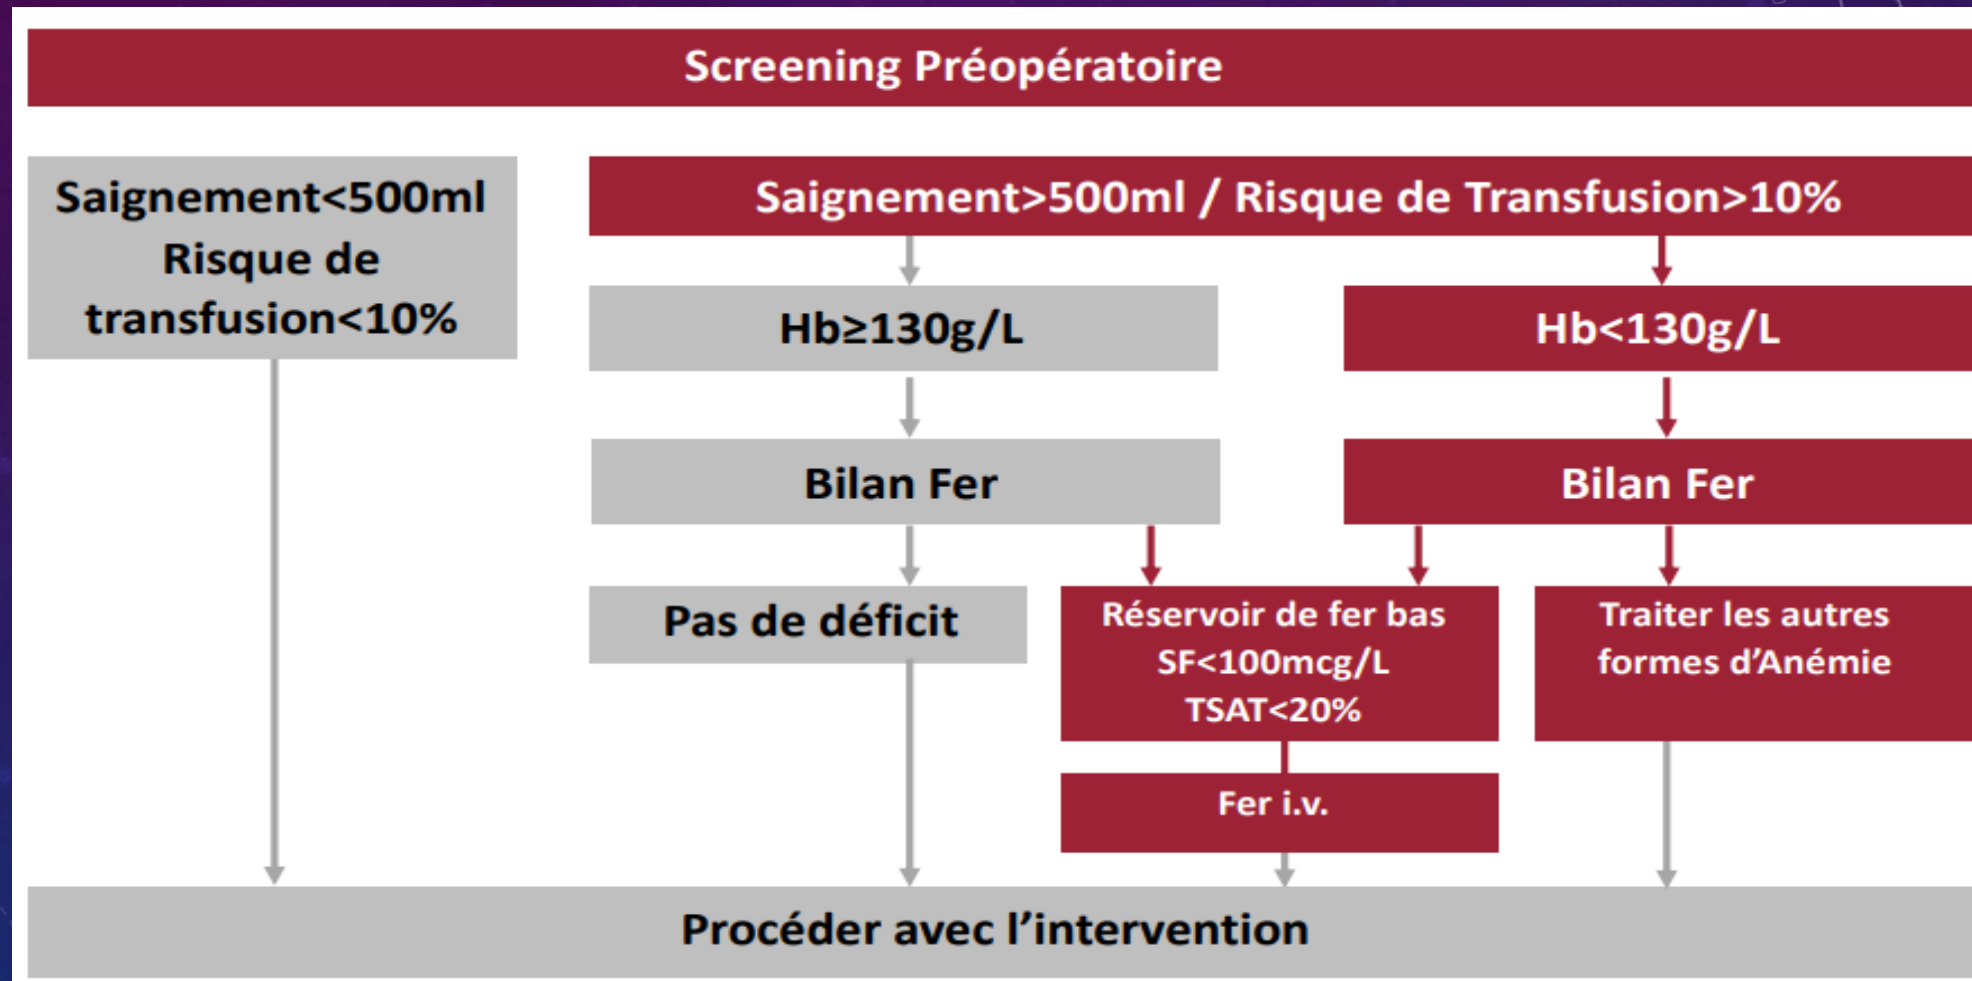 Screening Préopératoire
Saignement<500ml
Risque de
transfusion<10%
Saignement>500ml / Risque de Transfusion>10%
Hb≥130g/L
Hb<130g/L
Bilan Fer
Bilan Fer
Pas de déficit
Réservoir de fer bas
SF<100mcg/L
TSAT<20%
Traiter les autres
formes d’Anémie
Fer i.v.
Procéder avec l’intervention